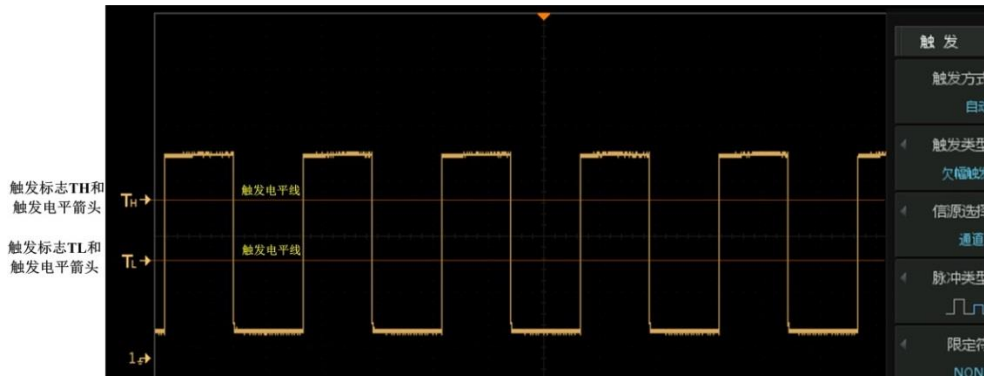 触 发
触发方式
自动
触发类型
欠幅触发
触发标志TH和
触发电平箭头
TH
触发电平线
信源选择
通道
触发标志TL和
触发电平箭头
TL
触发电平线
脉冲类型
限定符
NON
1